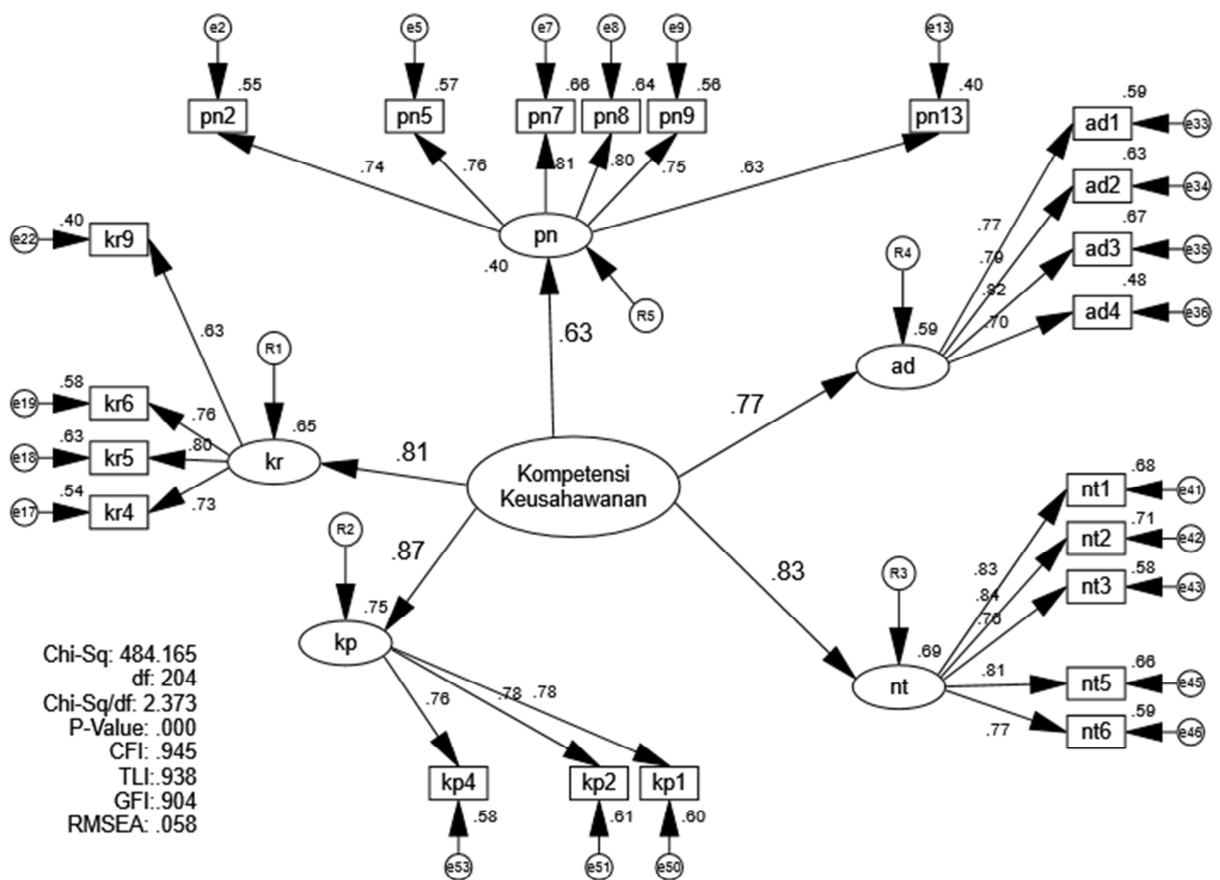 e2
e5
e7
e8
e9
e13
.55
.57
.66
.64
.56
.40
pn2
pn5
pn7
pn8
pn9
pn13
.74
.76
.81
.80
.75
.63
pn
.40
R5
.63
.59
ad1
e33
.63
ad2
e34
.67
ad3
e35
.48
ad4
e36
.77
.79
.82
.70
R4
.59
ad
.77
.40
e22
kr9
.63
R1
.58
e19
kr6
.76
.63
e18
kr5
.80
.54
e17
kr4
.73
.65
kr
.81
Kompetensi
Keusahawanan
.87
.83
R2
.75
kp
.76
.78
.78
kp4
kp2
kp1
.58
.61
.60
e53
e51
e50
R3
.69
nt
.83
.84
.76
.81
.77
.68
nt1
e41
.71
nt2
e42
.58
nt3
e43
.66
nt5
e45
.59
nt6
e46
Chi-Sq: 484.165
df: 204
Chi-Sq/df: 2.373
P-Value: .000
CFI: .945
TLI:.938
GFI:.904
RMSEA: .058